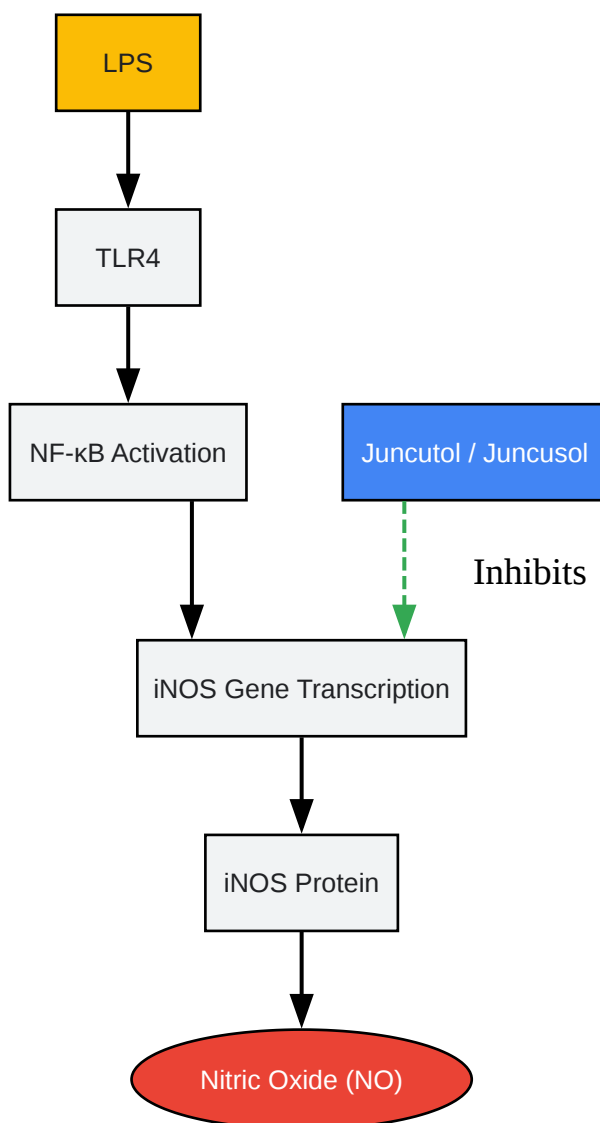 LPS
TLR4
NF-κB Activation
Juncutol / Juncusol
Inhibits
iNOS Gene Transcription
iNOS Protein
Nitric Oxide (NO)